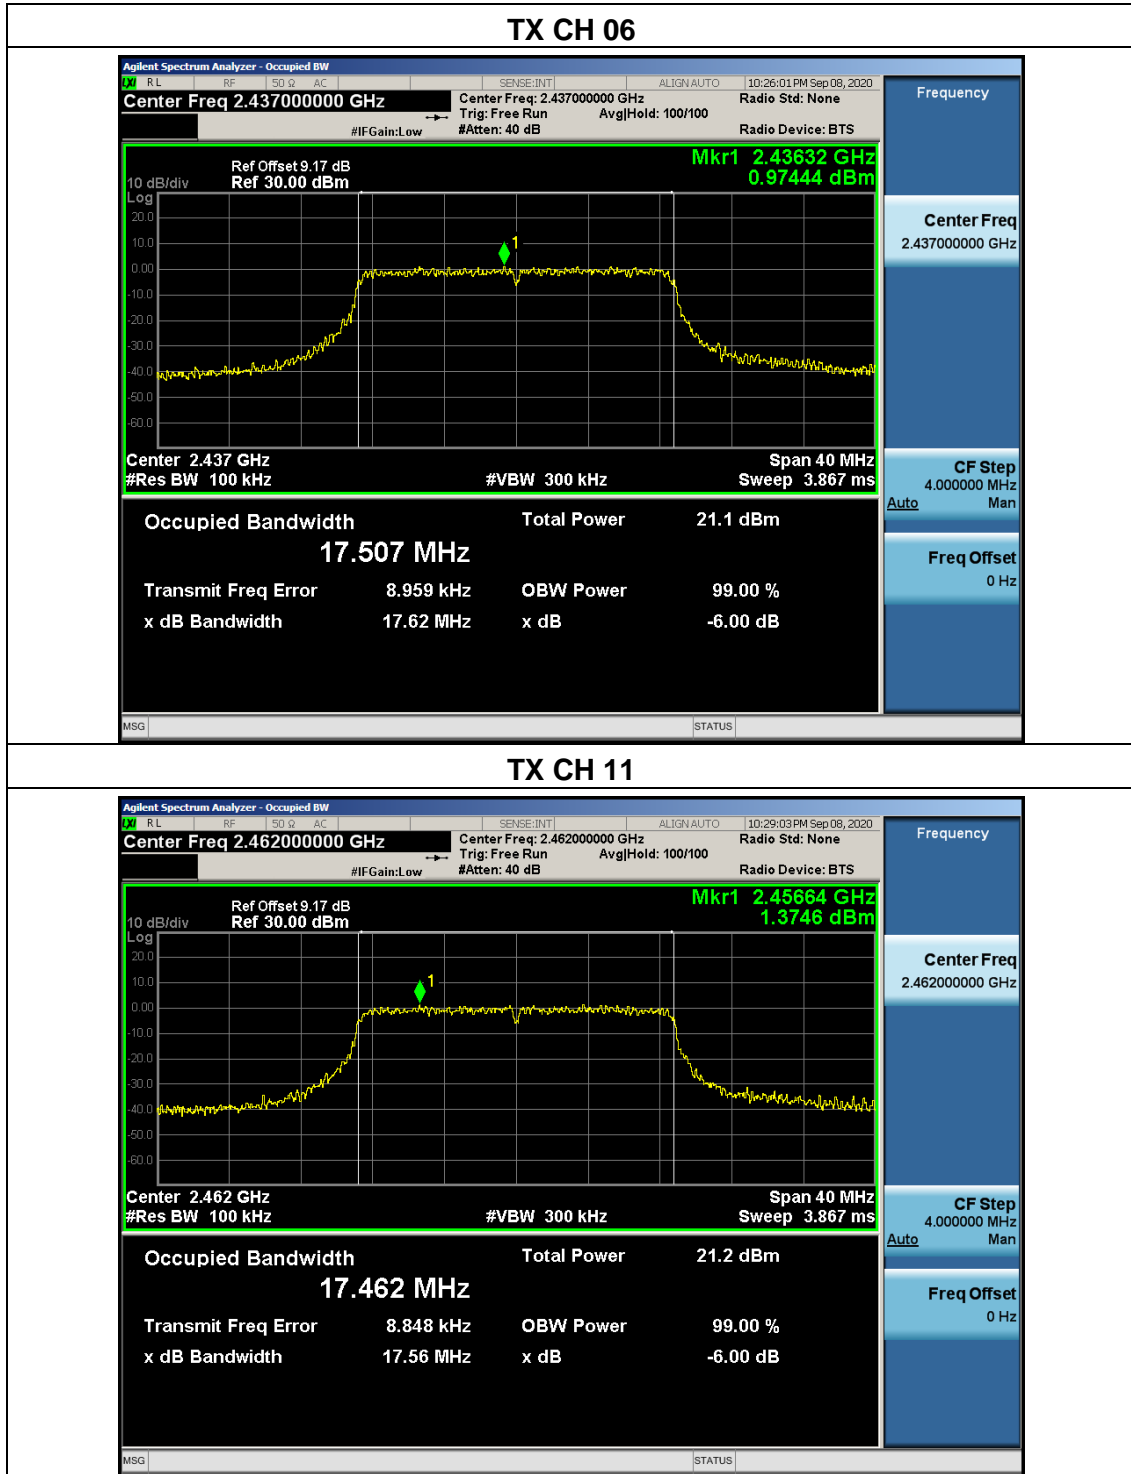 TX CH 06
Agilent Spectrum Analyzer - Occupied BW
LXI RL RF 50 Ω AC SENSE:INT ALIGN AUTO 10:26:01 PM Sep 08, 2020
Center Freq 2.437000000 GHz
Center Freq: 2.437000000 GHz
Radio Std: None
Trig: Free Run Avg|Hold: 100/100
#IFGain:Low #Atten: 40 dB Radio Device: BTS
Frequency
Mkr1 2.43632 GHz
0.97444 dBm
Ref Offset 9.17 dB
10 dB/div Ref 30.00 dBm
Log
20.0
10.0
0.00
-10.0
-20.0
-30.0
-40.0
-50.0
-60.0
1
Center Freq
2.437000000 GHz
Center 2.437 GHz Span 40 MHz
#Res BW 100 kHz #VBW 300 kHz Sweep 3.867 ms
CF Step
4.000000 MHz
Auto Man
Occupied Bandwidth Total Power 21.1 dBm
17.507 MHz
Transmit Freq Error 8.959 kHz OBW Power 99.00 %
x dB Bandwidth 17.62 MHz x dB -6.00 dB
Freq Offset
0 Hz
MSG STATUS
TX CH 11
Agilent Spectrum Analyzer - Occupied BW
LXI RL RF 50 Ω AC SENSE:INT ALIGN AUTO 10:29:03 PM Sep 08, 2020
Center Freq 2.462000000 GHz
Center Freq: 2.462000000 GHz
Radio Std: None
Trig: Free Run Avg|Hold: 100/100
#IFGain:Low #Atten: 40 dB Radio Device: BTS
Frequency
Mkr1 2.45664 GHz
1.3746 dBm
Ref Offset 9.17 dB
10 dB/div Ref 30.00 dBm
Log
20.0
10.0
0.00
-10.0
-20.0
-30.0
-40.0
-50.0
-60.0
1
Center Freq
2.462000000 GHz
Center 2.462 GHz Span 40 MHz
#Res BW 100 kHz #VBW 300 kHz Sweep 3.867 ms
CF Step
4.000000 MHz
Auto Man
Occupied Bandwidth Total Power 21.2 dBm
17.462 MHz
Transmit Freq Error 8.848 kHz OBW Power 99.00 %
x dB Bandwidth 17.56 MHz x dB -6.00 dB
Freq Offset
0 Hz
MSG STATUS